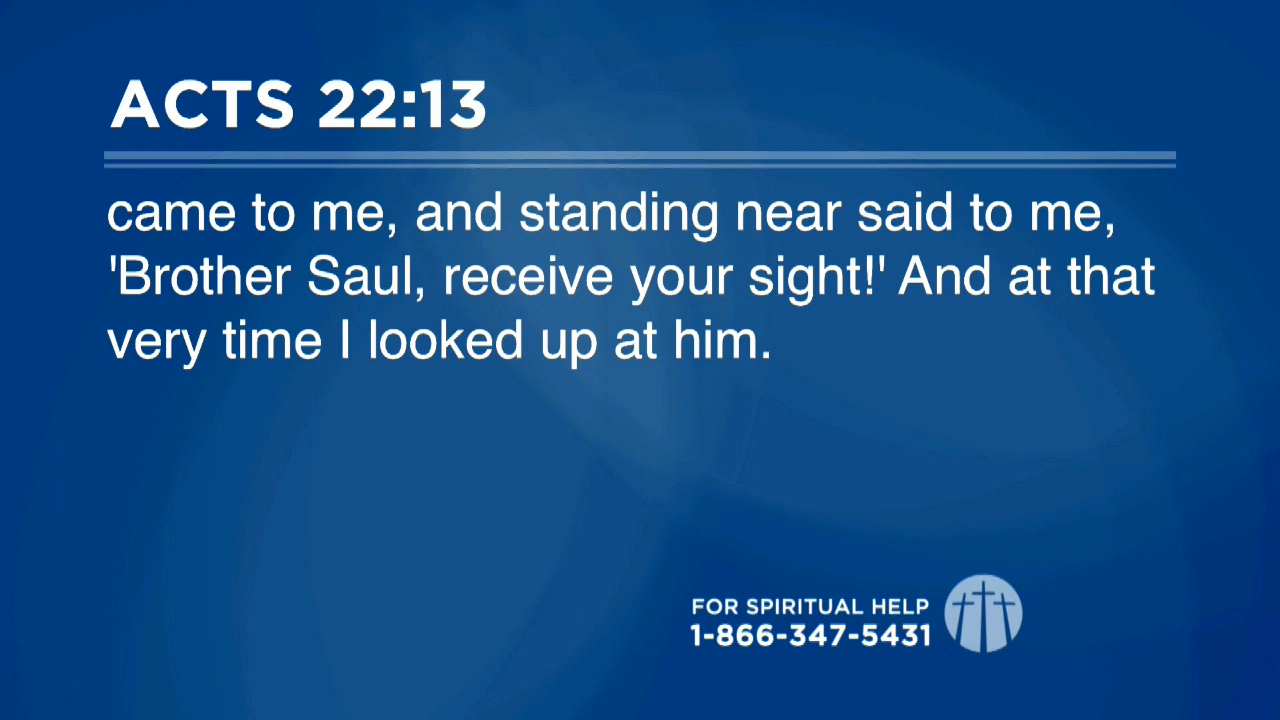 ACTS 22:13
came to me, and standing near said to me,
'Brother Saul, receive your sight!' And at that
very time I looked up at him.
FOR SPIRITUAL HELP
1-866-347-5431